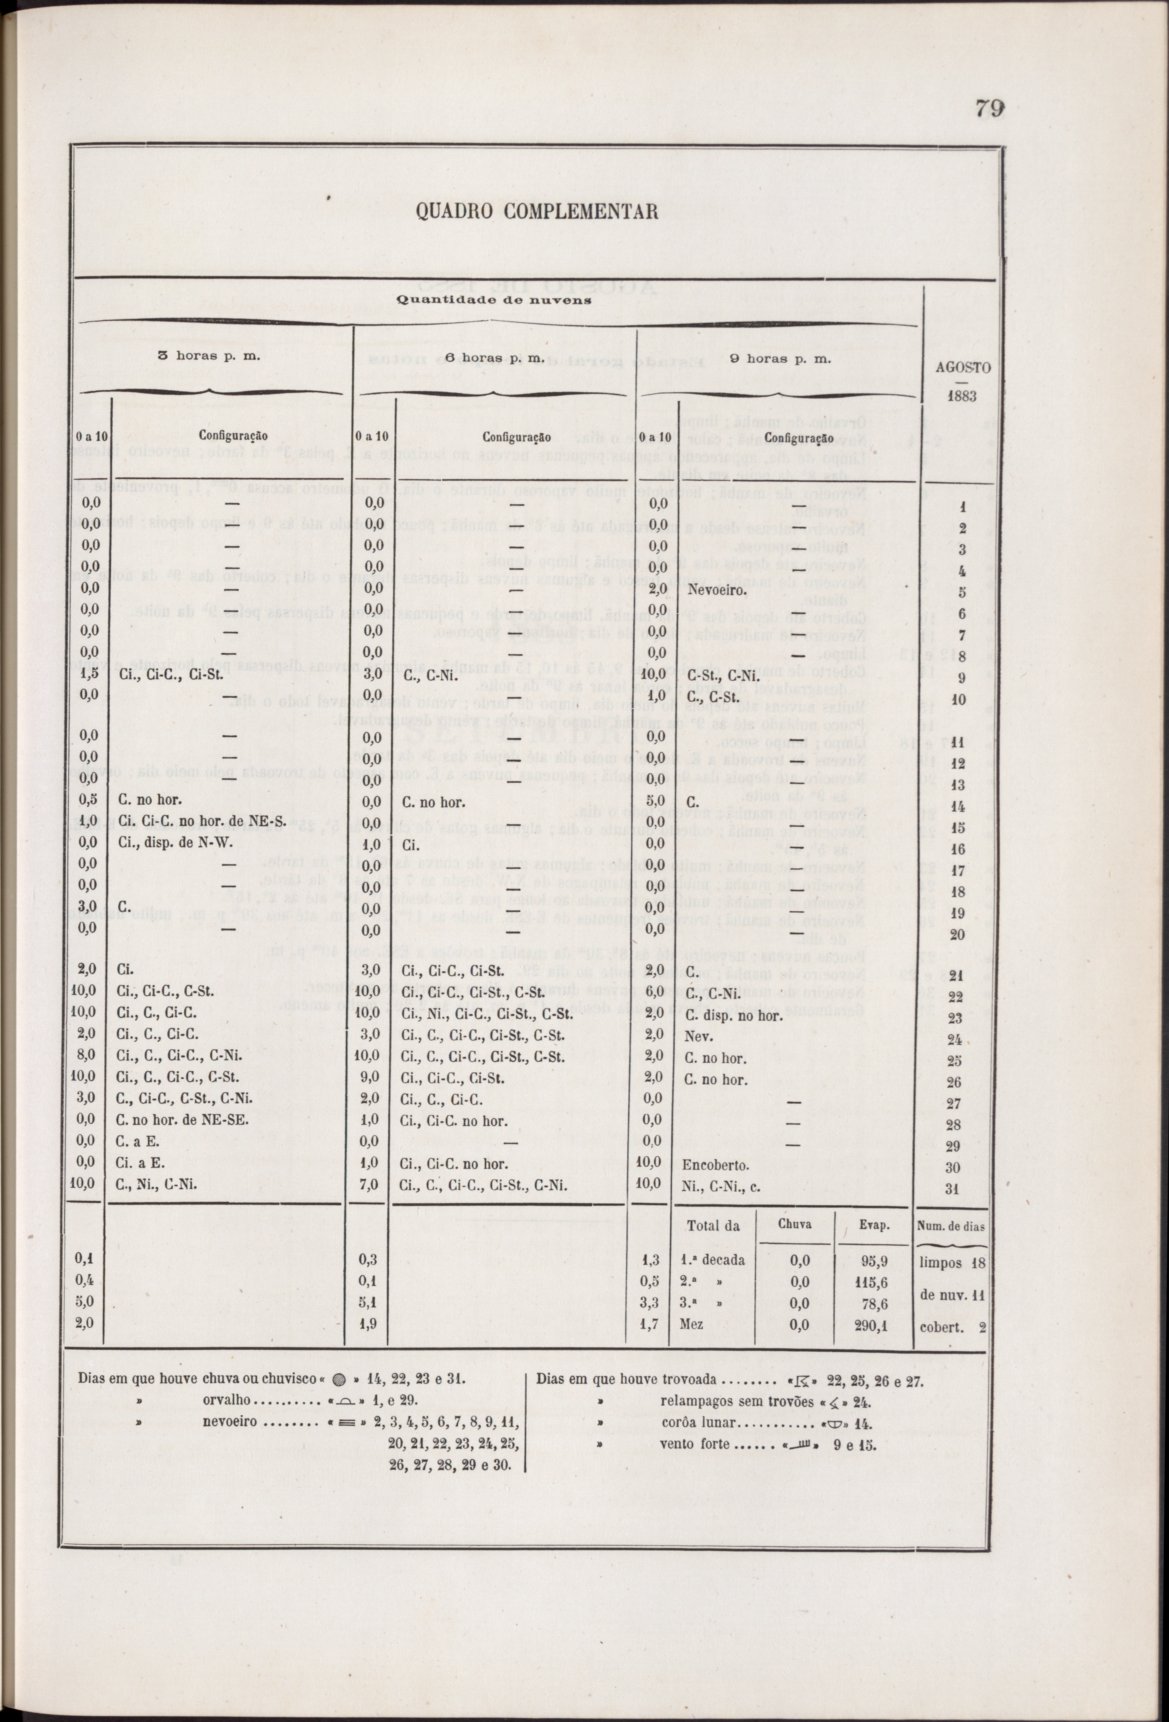 79
QUADRO COMPLEMENTAR
Quantidade de nuvens
3 horas p. m. 6 horas p. m. 9 horas p. m. AGOSTO — 1883
0 a 10 Configuração 0 a 10 Configuração 0 a 10 Configuração
0,0 — 0,0 — 0,0 — 1
0,0 — 0,0 — 0,0 — 2
0,0 — 0,0 — 0,0 — 3
0,0 — 0,0 — 0,0 — 4
0,0 — 0,0 — 2,0 Nevoeiro. 5
0,0 — 0,0 — 0,0 — 6
0,0 — 0,0 — 0,0 — 7
0,0 — 0,0 — 0,0 — 8
1,5 Ci., Ci-C., Ci-St. 3,0 C., C-Ni. 10,0 C-St., C-Ni. 9
0,0 — 0,0 — 1,0 C., C-St. 10
0,0 — 0,0 — 0,0 — 11
0,0 — 0,0 — 0,0 — 12
0,0 — 0,0 — 0,0 — 13
0,5 C. no hor. 0,0 C. no hor. 5,0 C. 14
1,0 Ci. Ci-C. no hor. de NE-S. 0,0 — 0,0 — 15
0,0 Ci., disp. de N-W. 1,0 Ci. 0,0 — 16
0,0 — 0,0 — 0,0 — 17
0,0 — 0,0 — 0,0 — 18
3,0 C. 0,0 — 0,0 — 19
0,0 — 0,0 — 0,0 — 20
2,0 Ci. 3,0 Ci., Ci-C., Ci-St. 2,0 C. 21
10,0 Ci., Ci-C., C-St. 10,0 Ci., Ci-C., Ci-St., C-St. 6,0 C., C-Ni. 22
10,0 Ci., C., Ci-C. 10,0 Ci., Ni., Ci-C., Ci-St., C-St. 2,0 C. disp. no hor. 23
2,0 Ci., C., Ci-C. 3,0 Ci., C., Ci-C., Ci-St., C-St. 2,0 Nev. 24
8,0 Ci., C., Ci-C., C-Ni. 10,0 Ci., C., Ci-C., Ci-St., C-St. 2,0 C. no hor. 25
10,0 Ci., C., Ci-C., C-St. 9,0 Ci., Ci-C., Ci-St. 2,0 C. no hor. 26
3,0 C., Ci-C., C-St., C-Ni. 2,0 Ci., C., Ci-C. 0,0 — 27
0,0 C. no hor. de NE-SE. 1,0 Ci., Ci-C. no hor. 0,0 — 28
0,0 C. a E. 0,0 — 0,0 — 29
0,0 Ci. a E. 1,0 Ci., Ci-C. no hor. 10,0 Encoberto. 30
10,0 C., Ni., C-Ni. 7,0 Ci., C., Ci-C., Ci-St., C-Ni. 10,0 Ni., C-Ni., c. 31
Total da Chuva Evap. Num. de dias
0,1 0,3 1,3 1.ª decada 0,0 95,9 limpos 18
0,4 0,1 0,5 2.ª » 0,0 115,6
5,0 5,1 3,3 3.ª » 0,0 78,6 de nuv. 11
2,0 1,9 1,7 Mez 0,0 290,1 cobert. 2
Dias em que houve chuva ou chuvisco « » 14, 22, 23 e 31.
» orvalho .......... « » 1, e 29.
» nevoeiro ........ « » 2, 3, 4, 5, 6, 7, 8, 9, 11,
20, 21, 22, 23, 24, 25,
26, 27, 28, 29 e 30.
Dias em que houve trovoada ........ « » 22, 25, 26 e 27.
» relampagos sem trovões « » 24.
» corôa lunar........... « » 14.
» vento forte ...... « » 9 e 15.